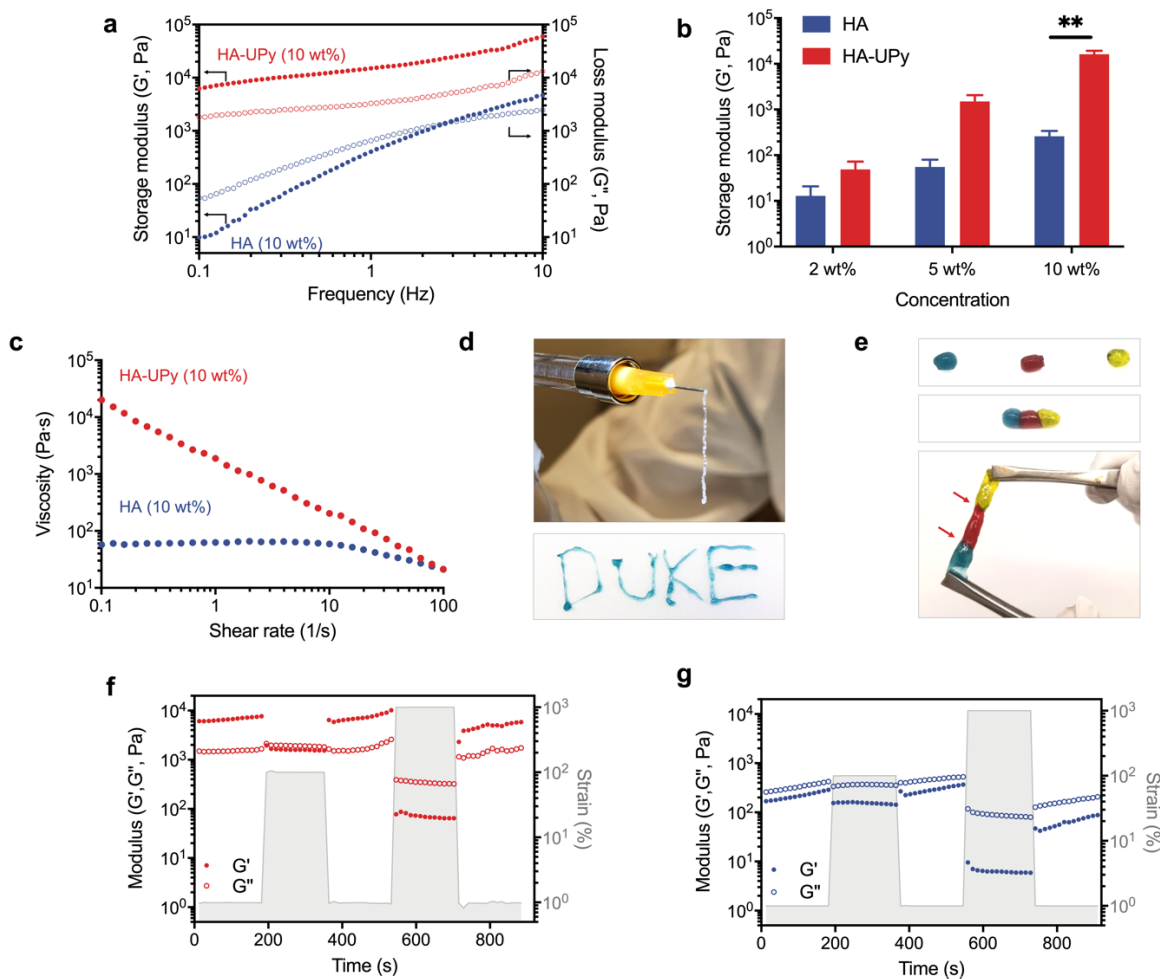 a
HA-UPy (10 wt%)
HA (10 wt%)
Storage modulus (G', Pa)
Loss modulus (G", Pa)
10⁵
10⁴
10³
10²
10¹
10⁵
10⁴
10³
10²
10¹
0.1
1
10
Frequency (Hz)
b
HA
HA-UPy
**
Storage modulus (G', Pa)
10⁵
10⁴
10³
10²
10¹
10⁰
2 wt%
5 wt%
10 wt%
Concentration
c
HA-UPy (10 wt%)
HA (10 wt%)
Viscosity (Pa·s)
10⁵
10⁴
10³
10²
10¹
0.1
1
10
100
Shear rate (1/s)
d
DUKE
e
f
Modulus (G',G", Pa)
10⁴
10³
10²
10¹
10⁰
G'
G"
10³
10²
10¹
10⁰
Strain (%)
0
200
400
600
800
Time (s)
g
Modulus (G',G", Pa)
10⁴
10³
10²
10¹
10⁰
G'
G"
10³
10²
10¹
10⁰
Strain (%)
0
200
400
600
800
Time (s)